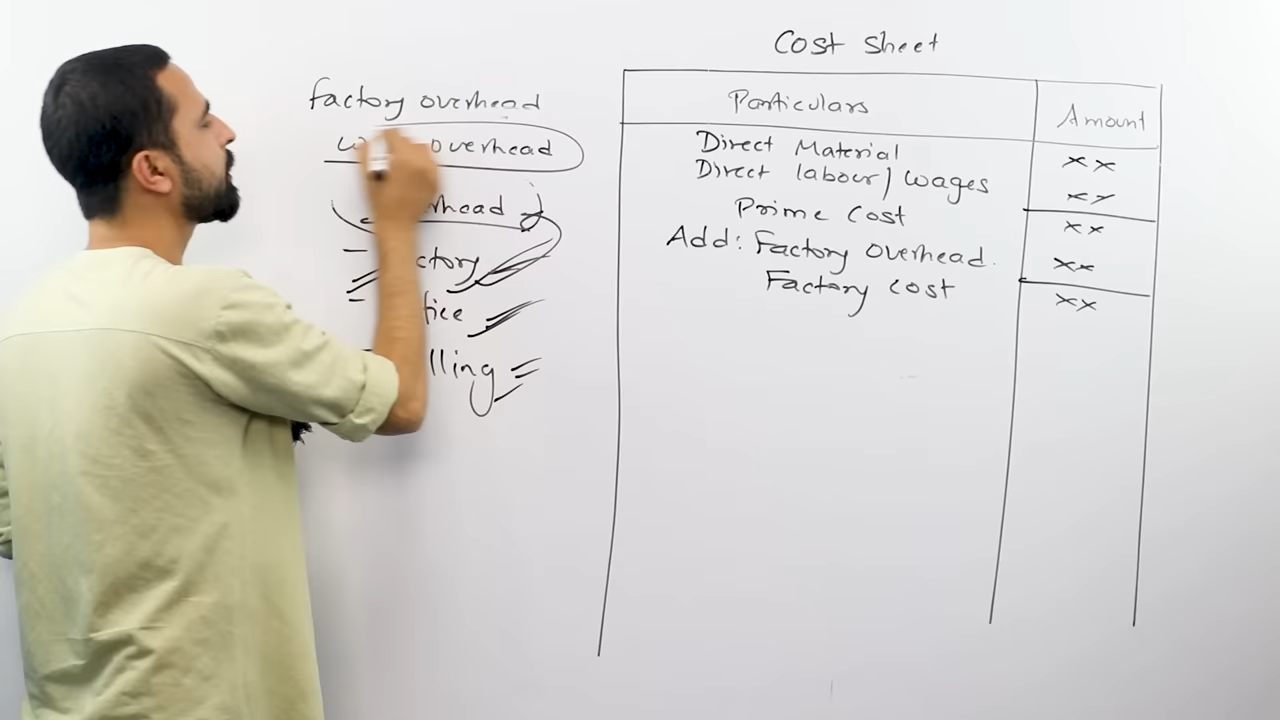 Cost Sheet
Factory overhead
overhead
Particulars
Amount
Direct Material
xx
Direct labour/wages
xx
Prime Cost
xx
Add: Factory overhead.
xx
Factory cost
xx